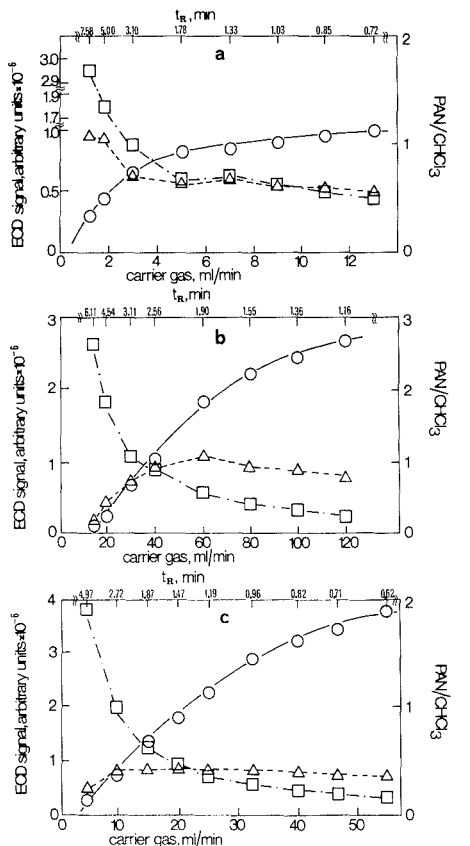 t_R, min
7.58 5.00 3.10 1.78 1.33 1.03 0.85 0.72
a
ECD signal, arbitrary units×10⁻⁶
3.0
2.9
1.9
1.7
1.0
0.5
0
2
1
0
PAN/CHCl₃
0 2 4 6 8 10 12
carrier gas, ml/min
t_R, min
6.11 4.54 3.11 2.56 1.90 1.55 1.36 1.16
b
ECD signal, arbitrary units×10⁻⁶
3
2
1
0
3
2
1
0
PAN/CHCl₃
20 40 60 80 100 120
carrier gas, ml/min
t_R, min
4.97 2.72 1.87 1.47 1.19 0.96 0.82 0.71 0.62
c
ECD signal, arbitrary units×10⁻⁶
4
3
2
1
0
2
1
0
PAN/CHCl₃
0 10 20 30 40 50
carrier gas, ml/min